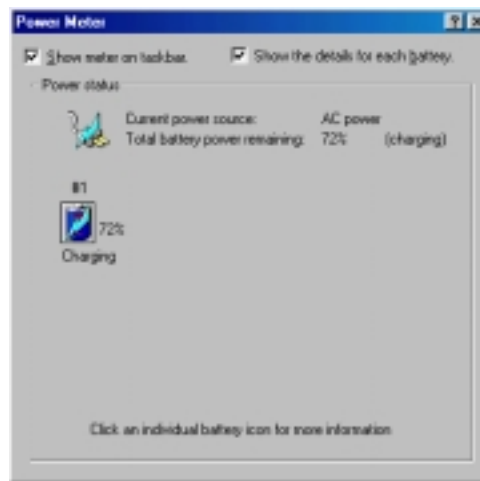 Power Meter
Show meter on taskbar.
Show the details for each battery.
Power status
Current power source: AC power
Total battery power remaining: 72% (charging)
#1
72%
Charging
Click an individual battery icon for more information